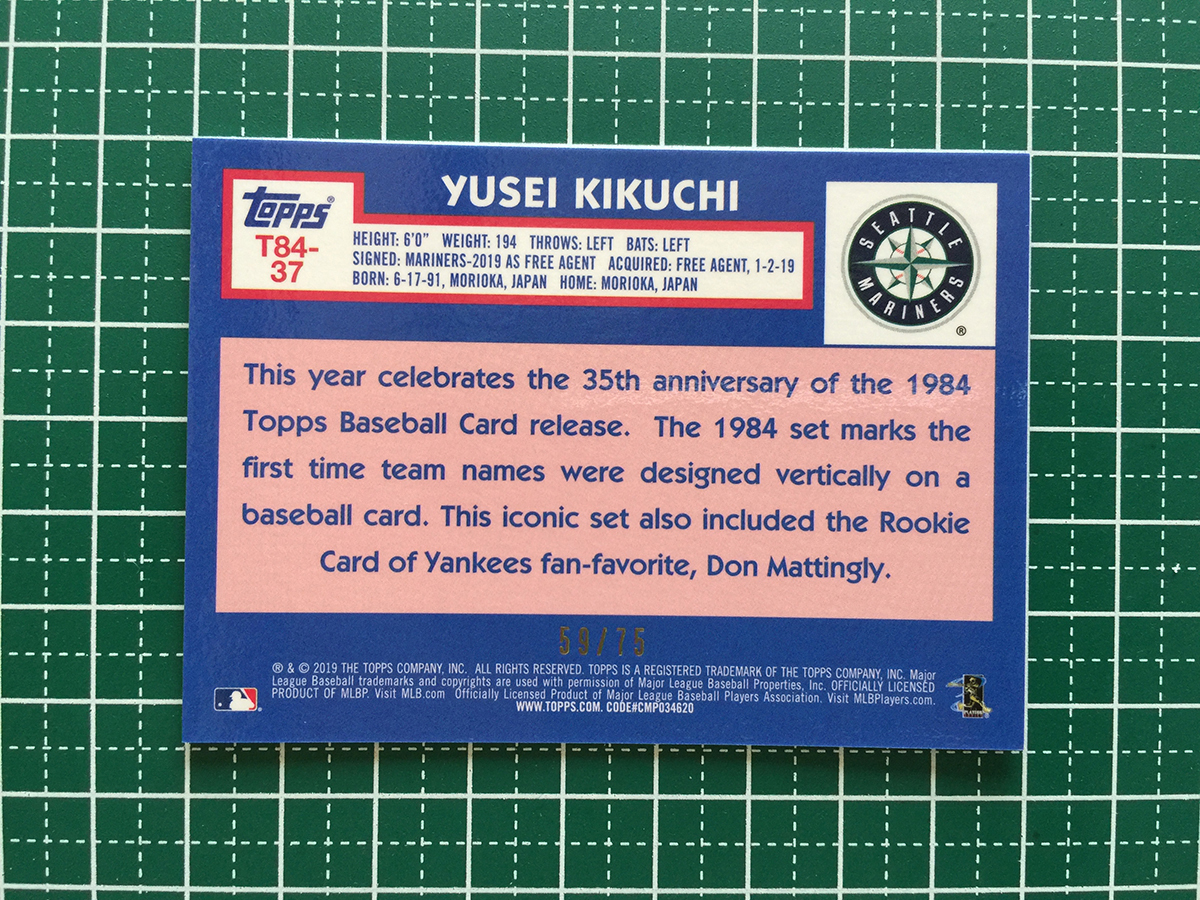 YUSEI KIKUCHI
Topps®
T84-
37
HEIGHT: 6'0" WEIGHT: 194 THROWS: LEFT BATS: LEFT
SIGNED: MARINERS-2019 AS FREE AGENT ACQUIRED: FREE AGENT, 1-2-19
BORN: 6-17-91, MORIOKA, JAPAN HOME: MORIOKA, JAPAN
SEATTLE
MARINERS
®
This year celebrates the 35th anniversary of the 1984
Topps Baseball Card release. The 1984 set marks the
first time team names were designed vertically on a
baseball card. This iconic set also included the Rookie
Card of Yankees fan-favorite, Don Mattingly.
59/75
® & © 2019 THE TOPPS COMPANY, INC. ALL RIGHTS RESERVED. TOPPS IS A REGISTERED TRADEMARK OF THE TOPPS COMPANY, INC. Major
League Baseball trademarks and copyrights are used with permission of Major League Baseball Properties, Inc. OFFICIALLY LICENSED
PRODUCT OF MLBP. Visit MLB.com Officially Licensed Product of Major League Baseball Players Association. Visit MLBPlayers.com.
WWW.TOPPS.COM. CODE#CMP034620